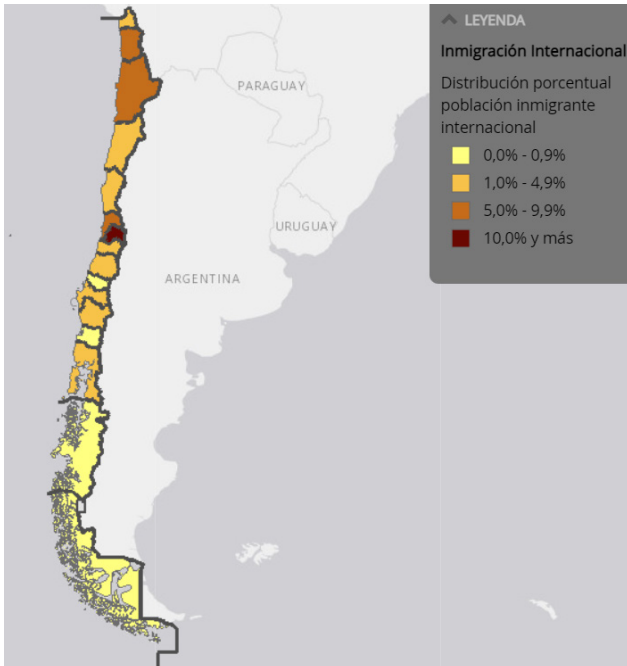 LEYENDA
Inmigración Internacional
Distribución porcentual
población inmigrante
internacional
0,0% - 0,9%
1,0% - 4,9%
5,0% - 9,9%
10,0% y más
PARAGUAY
URUGUAY
ARGENTINA